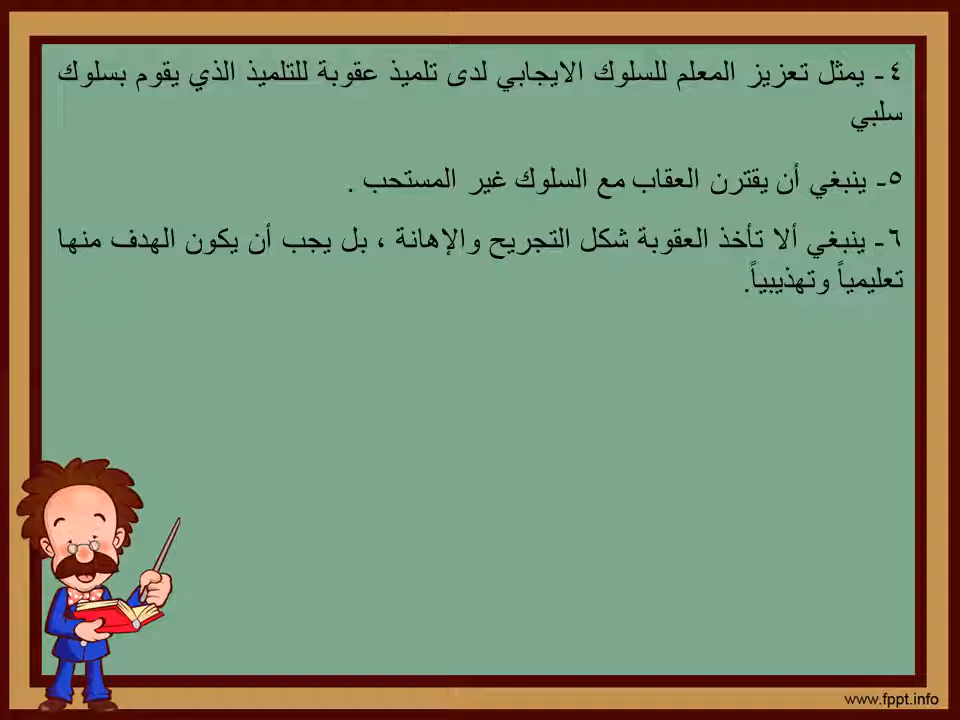 ٤- يمثل تعزيز المعلم للسلوك الايجابي لدى تلميذ عقوبة للتلميذ الذي يقوم بسلوك
سلبي
٥- ينبغي أن يقترن العقاب مع السلوك غير المستحب .
٦- ينبغي ألا تأخذ العقوبة شكل التجريح والإهانة ، بل يجب أن يكون الهدف منها
تعليمياً وتهذيبياً.
www.fppt.info